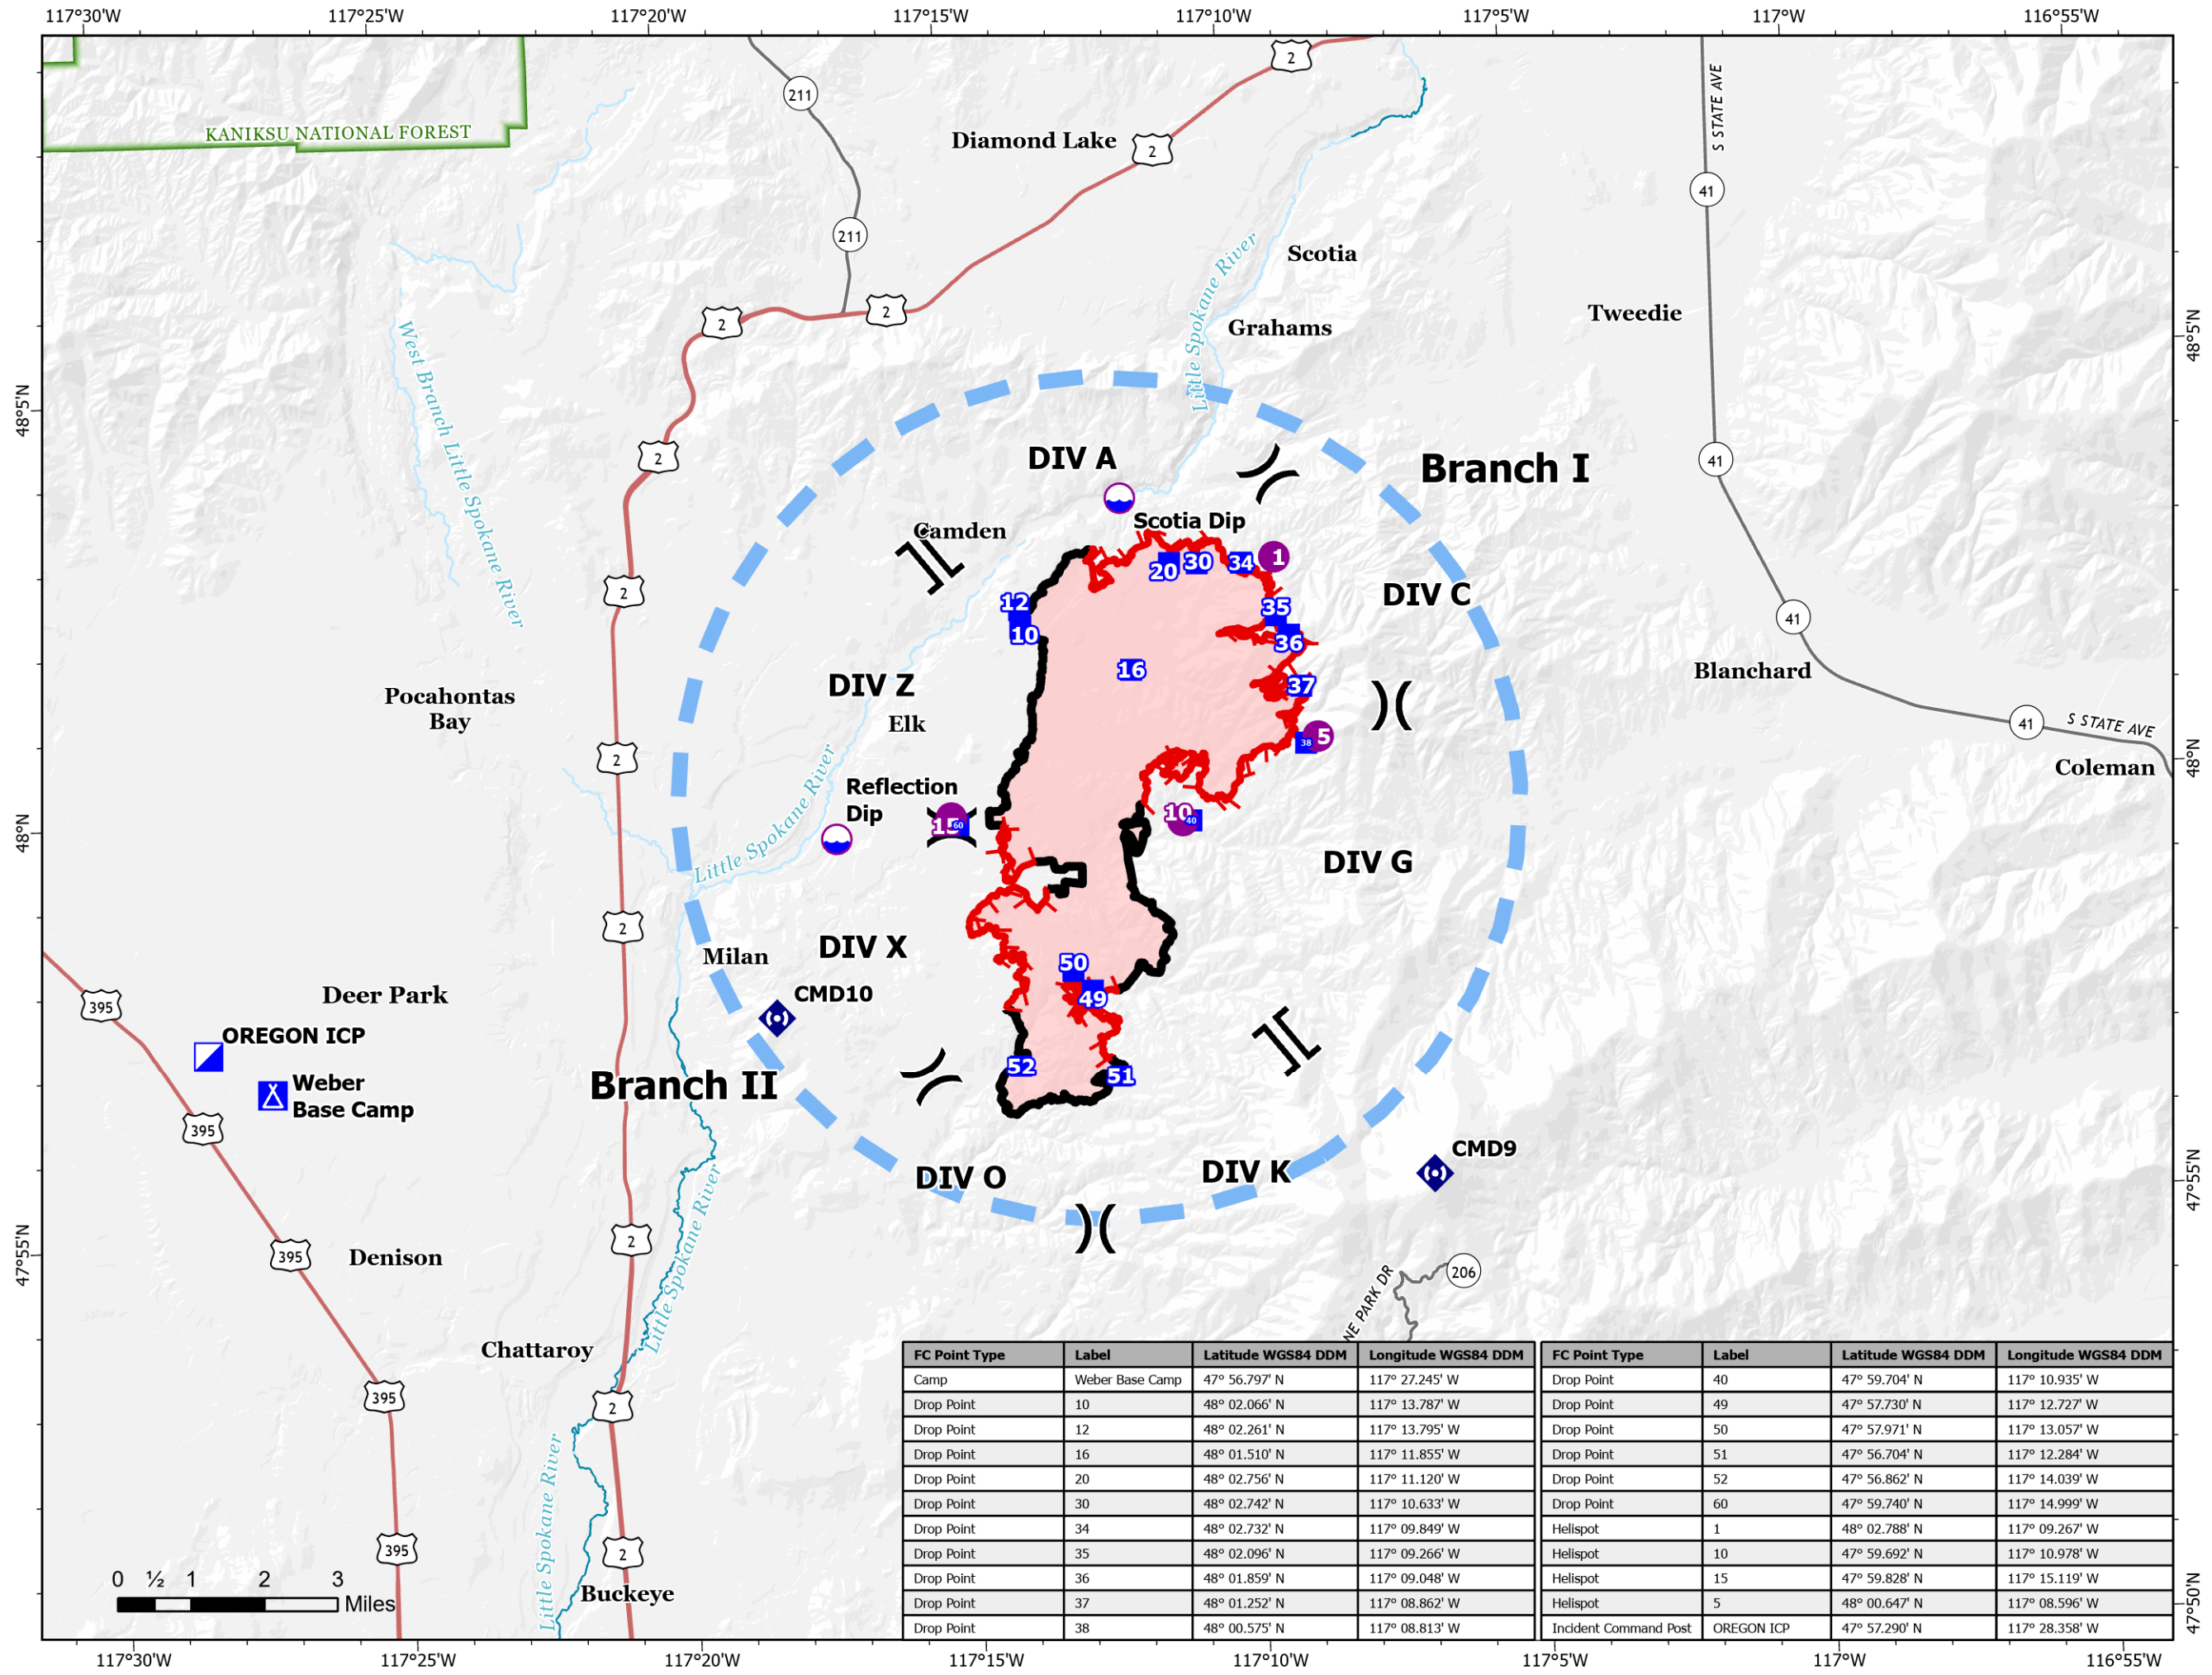 117°30'W 117°25'W 117°20'W 117°15'W 117°10'W 117°5'W 117°W 116°55'W
2
211
S STATE AVE
KANIKSU NATIONAL FOREST
Diamond Lake
2
41
211
Little Spokane River
Scotia
2
2
Tweedie
Grahams
48°5'N
West Branch Little Spokane River
48°5'N
2
DIV A
Branch I
41
Scotia Dip
Camden
20
30
34
1
2
12
10
35
36
DIV C
41
16
37
Blanchard
DIV Z
Pocahontas
Bay
Elk
41
S STATE AVE
5
38
2
48°N
Coleman
Little Spokane River
Reflection
Dip
15
60
10
40
48°N
DIV G
2
DIV X
Milan
50
49
CMD10
Deer Park
395
OREGON ICP
52
51
Weber
Base Camp
Branch II
395
CMD9
DIV O
DIV K
47°55'N
Little Spokane River
2
47°55'N
395
Denison
206
NE PARK DR
Chattaroy
395
2
Little Spokane River
395
2
Buckeye
47°50'N
0 ½ 1 2 3
Miles
FC Point Type Label Latitude WGS84 DDM Longitude WGS84 DDM
Camp Weber Base Camp 47° 56.797' N 117° 27.245' W
Drop Point 10 48° 02.066' N 117° 13.787' W
Drop Point 12 48° 02.261' N 117° 13.795' W
Drop Point 16 48° 01.510' N 117° 11.855' W
Drop Point 20 48° 02.756' N 117° 11.120' W
Drop Point 30 48° 02.742' N 117° 10.633' W
Drop Point 34 48° 02.732' N 117° 09.849' W
Drop Point 35 48° 02.096' N 117° 09.266' W
Drop Point 36 48° 01.859' N 117° 09.048' W
Drop Point 37 48° 01.252' N 117° 08.862' W
Drop Point 38 48° 00.575' N 117° 08.813' W
FC Point Type Label Latitude WGS84 DDM Longitude WGS84 DDM
Drop Point 40 47° 59.704' N 117° 10.935' W
Drop Point 49 47° 57.730' N 117° 12.727' W
Drop Point 50 47° 57.971' N 117° 13.057' W
Drop Point 51 47° 56.704' N 117° 12.284' W
Drop Point 52 47° 56.862' N 117° 14.039' W
Drop Point 60 47° 59.740' N 117° 14.999' W
Helispot 1 48° 02.788' N 117° 09.267' W
Helispot 10 47° 59.692' N 117° 10.978' W
Helispot 15 47° 59.828' N 117° 15.119' W
Helispot 5 48° 00.647' N 117° 08.596' W
Incident Command Post OREGON ICP 47° 57.290' N 117° 28.358' W
117°30'W 117°25'W 117°20'W 117°15'W 117°10'W 117°5'W 117°W 116°55'W